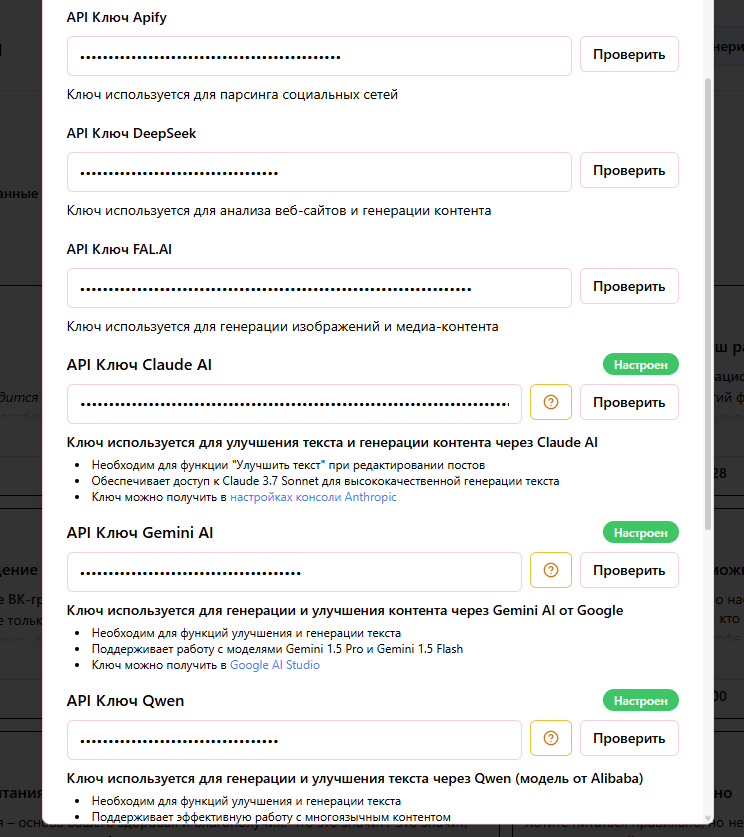 API Ключ Apify
Проверить
Ключ используется для парсинга социальных сетей
API Ключ DeepSeek
Проверить
анные
Ключ используется для анализа веб-сайтов и генерации контента
API Ключ FAL.AI
Проверить
Ключ используется для генерации изображений и медиа-контента
API Ключ Claude AI
Настроен
Проверить
Ключ используется для улучшения текста и генерации контента через Claude AI
• Необходим для функции "Улучшить текст" при редактировании постов
• Обеспечивает доступ к Claude 3.7 Sonnet для высококачественной генерации текста
• Ключ можно получить в настройках консоли Anthropic
28
API Ключ Gemini AI
Настроен
Проверить
Ключ используется для генерации и улучшения контента через Gemini AI от Google
• Необходим для функций улучшения и генерации текста
• Поддерживает работу с моделями Gemini 1.5 Pro и Gemini 1.5 Flash
• Ключ можно получить в Google AI Studio
API Ключ Qwen
Настроен
Проверить
Ключ используется для генерации и улучшения текста через Qwen (модель от Alibaba)
• Необходим для функций улучшения и генерации текста
• Поддерживает эффективную работу с многоязычным контентом